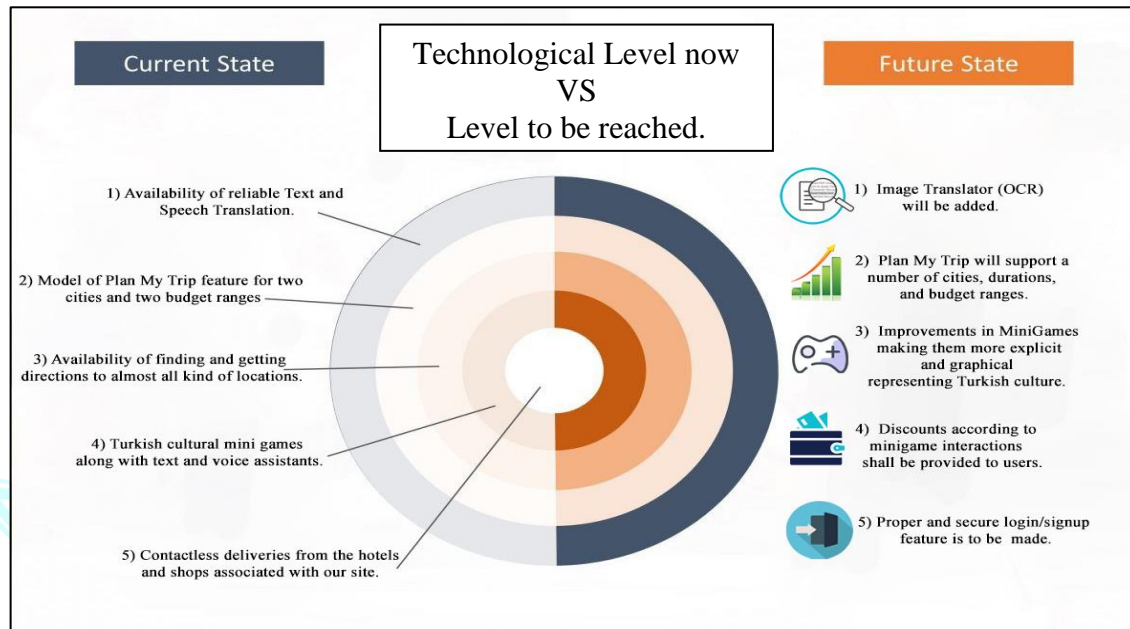 Current State
Technological Level now
VS
Level to be reached.
Future State
1) Availability of reliable Text and
Speech Translation.
2) Model of Plan My Trip feature for two
cities and two budget ranges
3) Availability of finding and getting
directions to almost all kind of locations.
4) Turkish cultural mini games
along with text and voice assistants.
5) Contactless deliveries from the hotels
and shops associated with our site.
1) Image Translator (OCR)
will be added.
2) Plan My Trip will support a
number of cities, durations,
and budget ranges.
3) Improvements in MiniGames
making them more explicit
and graphical
representing Turkish culture.
4) Discounts according to
minigame interactions
shall be provided to users.
5) Proper and secure login/signup
feature is to be made.